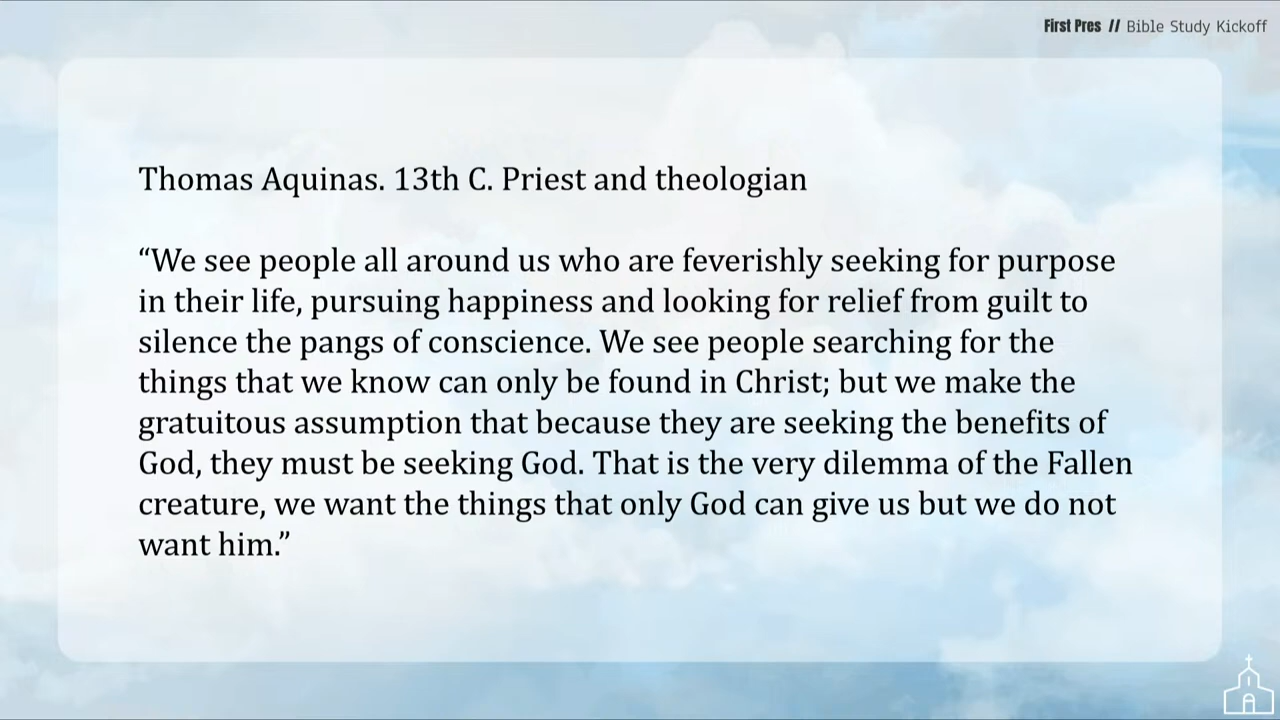 First Pres // Bible Study Kickoff
Thomas Aquinas. 13th C. Priest and theologian
“We see people all around us who are feverishly seeking for purpose
in their life, pursuing happiness and looking for relief from guilt to
silence the pangs of conscience. We see people searching for the
things that we know can only be found in Christ; but we make the
gratuitous assumption that because they are seeking the benefits of
God, they must be seeking God. That is the very dilemma of the Fallen
creature, we want the things that only God can give us but we do not
want him.”